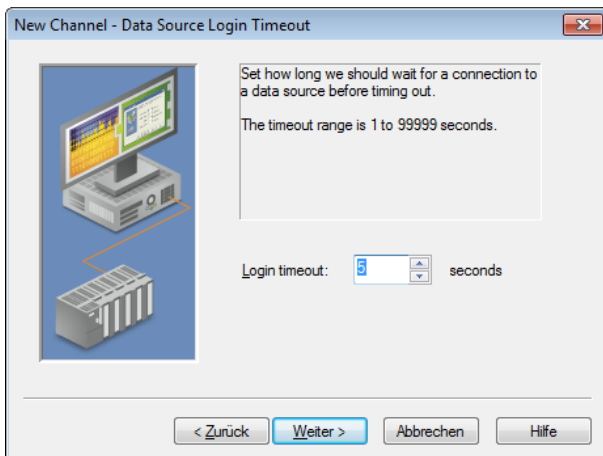 New Channel - Data Source Login Timeout
Set how long we should wait for a connection to
a data source before timing out.
The timeout range is 1 to 99999 seconds.
Login timeout: 5 seconds
< Zurück Weiter > Abbrechen Hilfe